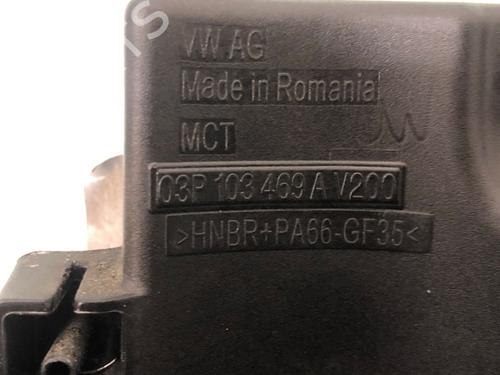 VW AG
Made in Romania
MCT
03P 103 469 A V200
>HNBR+PA66-GF35<